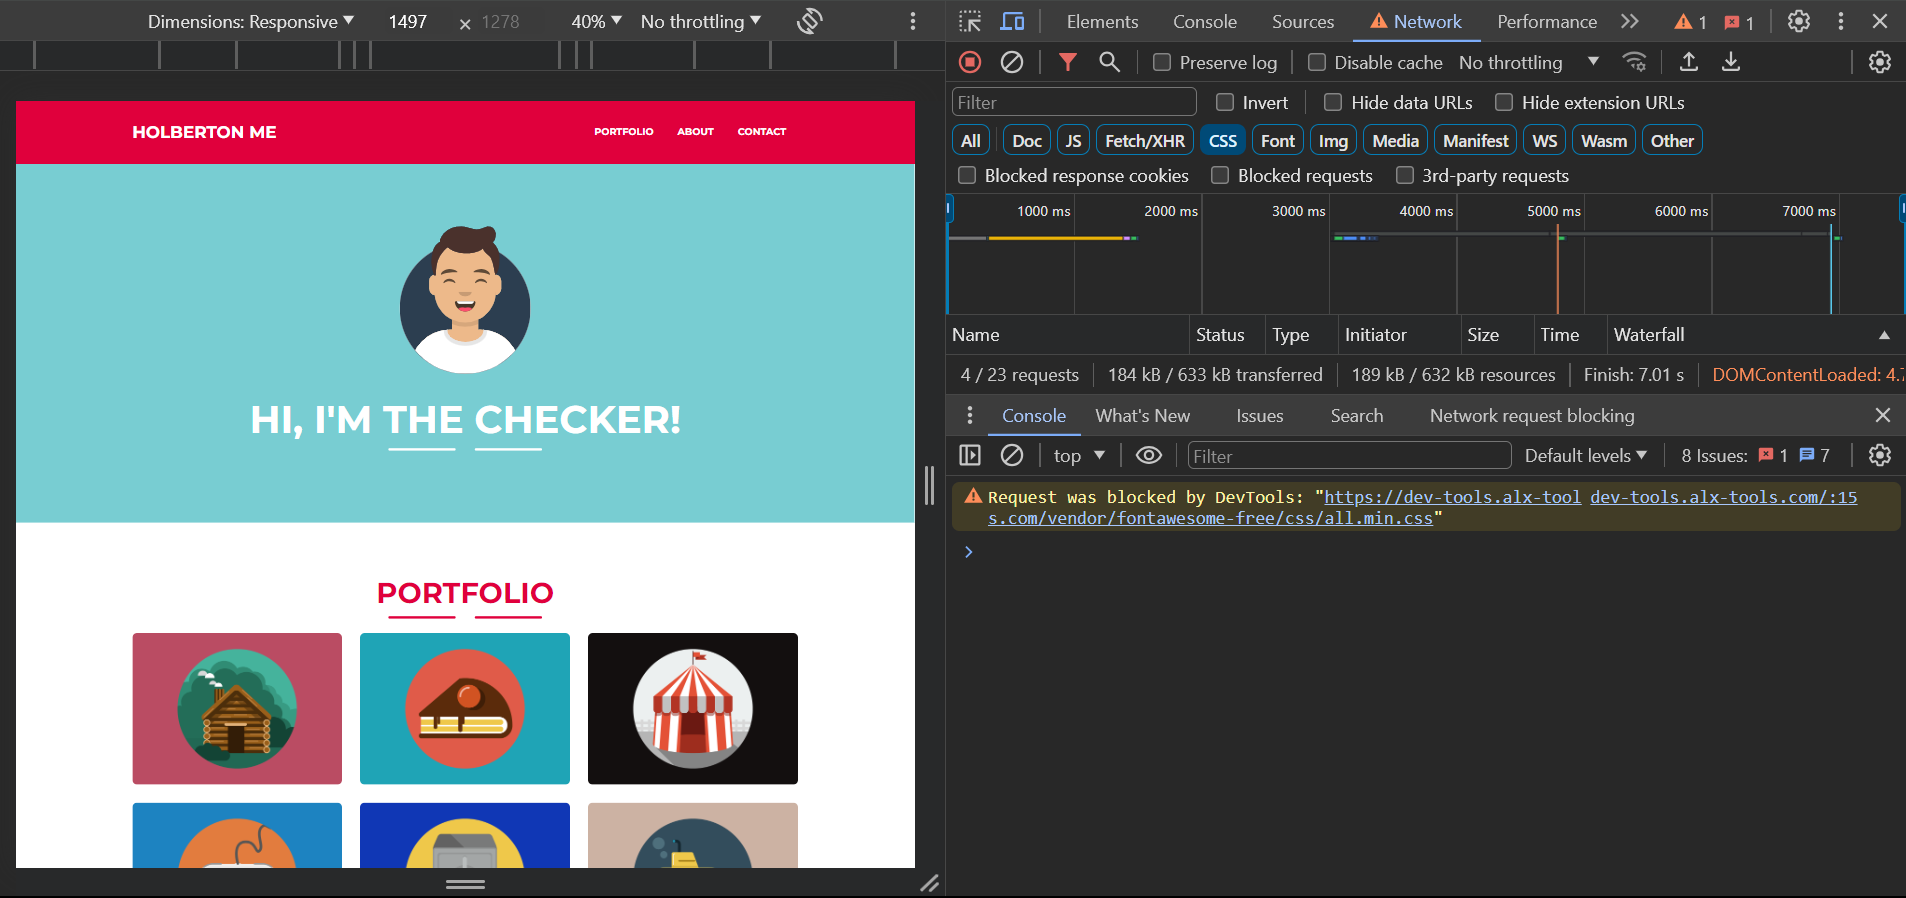 Dimensions: Responsive 1497 × 1278 40% No throttling
HOLBERTON ME PORTFOLIO ABOUT CONTACT
HI, I'M THE CHECKER!
PORTFOLIO
Elements Console Sources Network Performance 1 1
Preserve log Disable cache No throttling
Filter Invert Hide data URLs Hide extension URLs
All Doc JS Fetch/XHR CSS Font Img Media Manifest WS Wasm Other
Blocked response cookies Blocked requests 3rd-party requests
1000 ms 2000 ms 3000 ms 4000 ms 5000 ms 6000 ms 7000 ms
Name Status Type Initiator Size Time Waterfall
4 / 23 requests 184 kB / 633 kB transferred 189 kB / 632 kB resources Finish: 7.01 s DOMContentLoaded: 4.7
Console What's New Issues Search Network request blocking
top Filter Default levels 8 Issues: 1 7
Request was blocked by DevTools: "https://dev-tools.alx-tool dev-tools.alx-tools.com/:15
s.com/vendor/fontawesome-free/css/all.min.css"